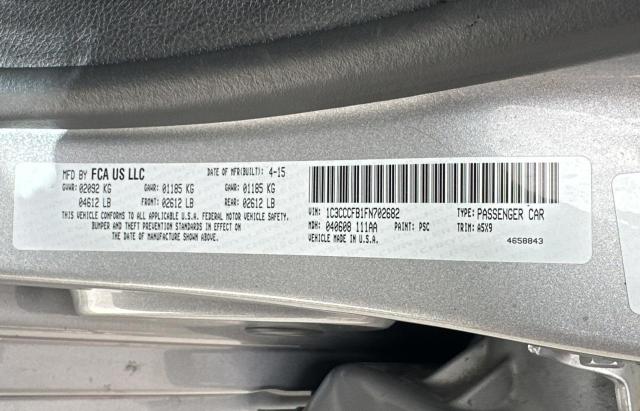 MFD BY FCA US LLC DATE OF MFR(BUILT): 4-15
GVWR: 02092 KG GAWR: 01185 KG GAWR: 01185 KG
04612 LB FRONT: 02612 LB REAR: 02612 LB
THIS VEHICLE CONFORMS TO ALL APPLICABLE U.S.A. FEDERAL MOTOR VEHICLE SAFETY,
BUMPER AND THEFT PREVENTION STANDARDS IN EFFECT ON
THE DATE OF MANUFACTURE SHOWN ABOVE.
VIN: 1C3CCCFB1FN702682 TYPE: PASSENGER CAR
MDH: 040608 111AA PAINT: PSC TRIM: A5X9
VEHICLE MADE IN U.S.A. 4658843